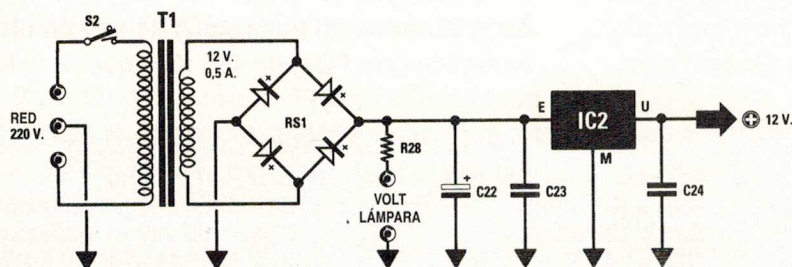 S2
T1
12 V.
0,5 A.
RED
220 V.
RS1
R28
VOLT
LÁMPARA
C22
+
C23
E
IC2
U
M
C24
+ 12 V.